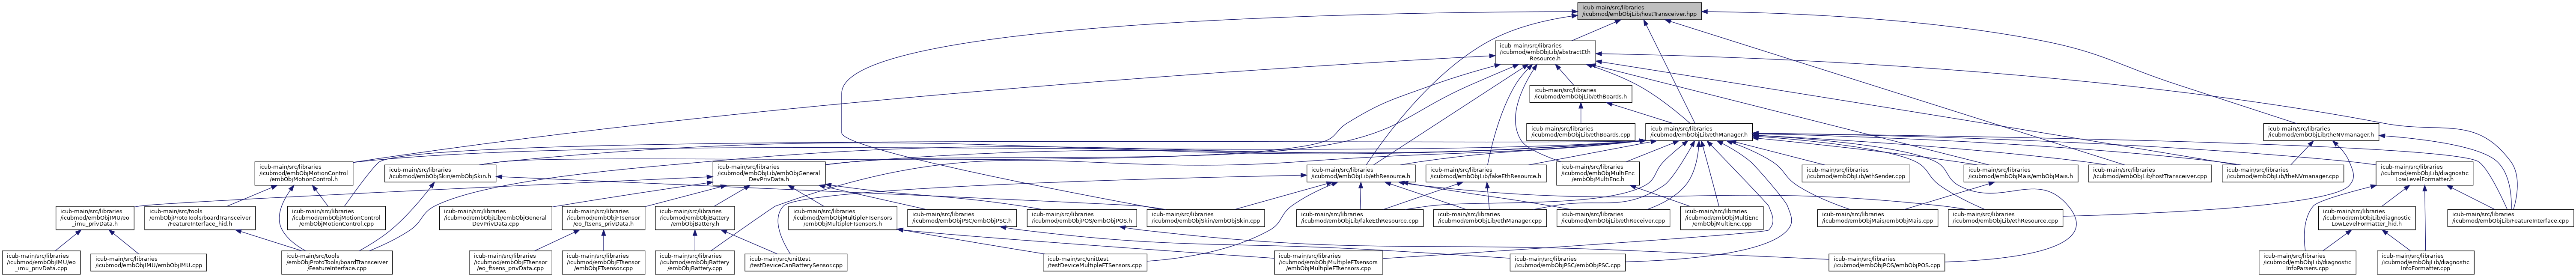 icub-main/src/libraries
/icubmod/embObjLib/hostTransceiver.hpp
icub-main/src/libraries
/icubmod/embObjLib/abstractEth
Resource.h
icub-main/src/libraries
/icubmod/embObjLib/ethBoards.h
icub-main/src/libraries
/icubmod/embObjLib/ethBoards.cpp
icub-main/src/libraries
/icubmod/embObjLib/ethManager.h
icub-main/src/libraries
/icubmod/embObjLib/theNVmanager.h
icub-main/src/libraries
/icubmod/embObjMotionControl
/embObjMotionControl.h
icub-main/src/libraries
/icubmod/embObjSkin/embObjSkin.h
icub-main/src/libraries
/icubmod/embObjLib/embObjGeneral
DevPrivData.h
icub-main/src/libraries
/icubmod/embObjLib/ethResource.h
icub-main/src/libraries
/icubmod/embObjLib/fakeEthResource.h
icub-main/src/libraries
/icubmod/embObjMultiEnc
/embObjMultiEnc.h
icub-main/src/libraries
/icubmod/embObjLib/ethSender.cpp
icub-main/src/libraries
/icubmod/embObjMais/embObjMais.h
icub-main/src/libraries
/icubmod/embObjLib/hostTransceiver.cpp
icub-main/src/libraries
/icubmod/embObjLib/theNVmanager.cpp
icub-main/src/libraries
/icubmod/embObjLib/diagnostic
LowLevelFormatter.h
icub-main/src/libraries
/icubmod/embObjIMU/eo
_imu_privData.h
icub-main/src/tools
/embObjProtoTools/boardTransceiver
/FeatureInterface_hid.h
icub-main/src/libraries
/icubmod/embObjMotionControl
/embObjMotionControl.cpp
icub-main/src/libraries
/icubmod/embObjLib/embObjGeneral
DevPrivData.cpp
icub-main/src/libraries
/icubmod/embObjFTsensor
/eo_ftsens_privData.h
icub-main/src/libraries
/icubmod/embObjBattery
/embObjBattery.h
icub-main/src/libraries
/icubmod/embObjMultipleFTsensors
/embObjMultipleFTsensors.h
icub-main/src/libraries
/icubmod/embObjPSC/embObjPSC.h
icub-main/src/libraries
/icubmod/embObjPOS/embObjPOS.h
icub-main/src/libraries
/icubmod/embObjSkin/embObjSkin.cpp
icub-main/src/libraries
/icubmod/embObjLib/fakeEthResource.cpp
icub-main/src/libraries
/icubmod/embObjLib/ethManager.cpp
icub-main/src/libraries
/icubmod/embObjLib/ethReceiver.cpp
icub-main/src/libraries
/icubmod/embObjMultiEnc
/embObjMultiEnc.cpp
icub-main/src/libraries
/icubmod/embObjMais/embObjMais.cpp
icub-main/src/libraries
/icubmod/embObjLib/ethResource.cpp
icub-main/src/libraries
/icubmod/embObjLib/diagnostic
LowLevelFormatter_hid.h
icub-main/src/libraries
/icubmod/embObjLib/FeatureInterface.cpp
icub-main/src/libraries
/icubmod/embObjIMU/eo
_imu_privData.cpp
icub-main/src/libraries
/icubmod/embObjIMU/embObjIMU.cpp
icub-main/src/tools
/embObjProtoTools/boardTransceiver
/FeatureInterface.cpp
icub-main/src/libraries
/icubmod/embObjFTsensor
/eo_ftsens_privData.cpp
icub-main/src/libraries
/icubmod/embObjFTsensor
/embObjFTsensor.cpp
icub-main/src/libraries
/icubmod/embObjBattery
/embObjBattery.cpp
icub-main/src/unittest
/testDeviceCanBatterySensor.cpp
icub-main/src/unittest
/testDeviceMultipleFTSensors.cpp
icub-main/src/libraries
/icubmod/embObjMultipleFTsensors
/embObjMultipleFTsensors.cpp
icub-main/src/libraries
/icubmod/embObjPSC/embObjPSC.cpp
icub-main/src/libraries
/icubmod/embObjPOS/embObjPOS.cpp
icub-main/src/libraries
/icubmod/embObjLib/diagnostic
InfoParsers.cpp
icub-main/src/libraries
/icubmod/embObjLib/diagnostic
InfoFormatter.cpp